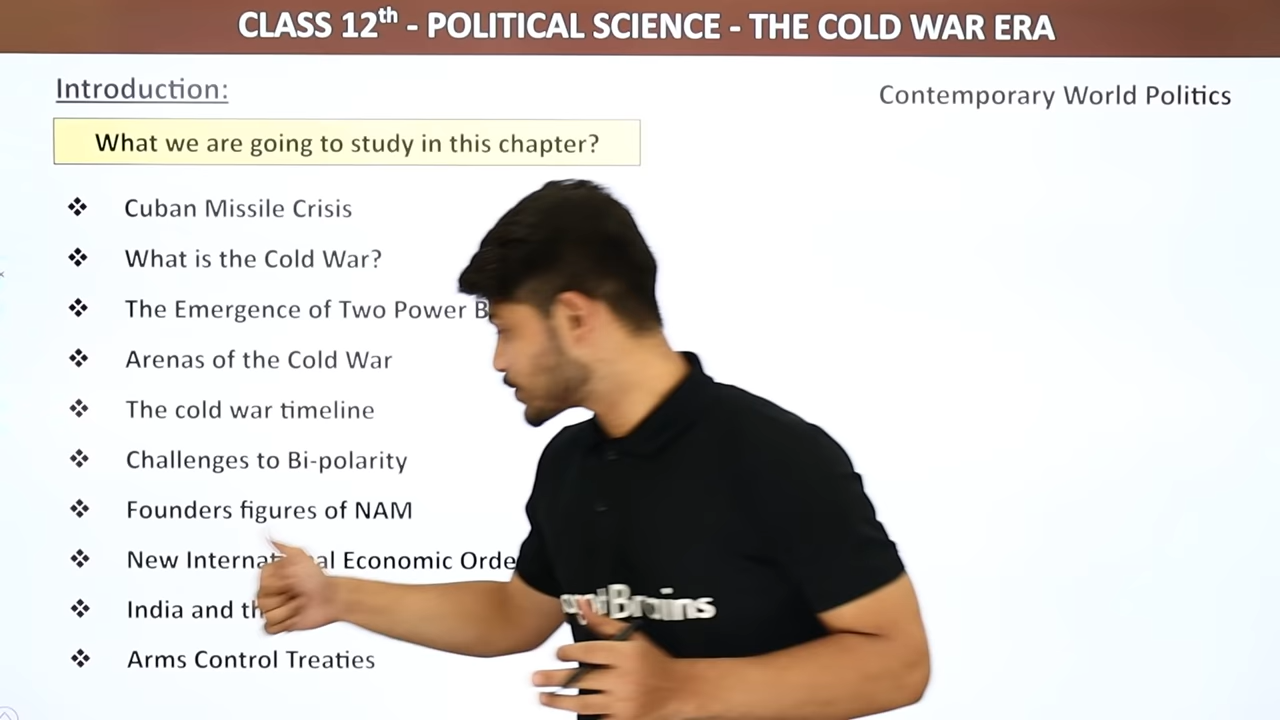 CLASS 12th - POLITICAL SCIENCE - THE COLD WAR ERA
Introduction:
Contemporary World Politics
What we are going to study in this chapter?
❖ Cuban Missile Crisis
❖ What is the Cold War?
❖ The Emergence of Two Power
❖ Arenas of the Cold War
❖ The cold war timeline
❖ Challenges to Bi-polarity
❖ Founders figures of NAM
❖ New Economic
❖ India and
❖ Arms Control Treaties
Brains